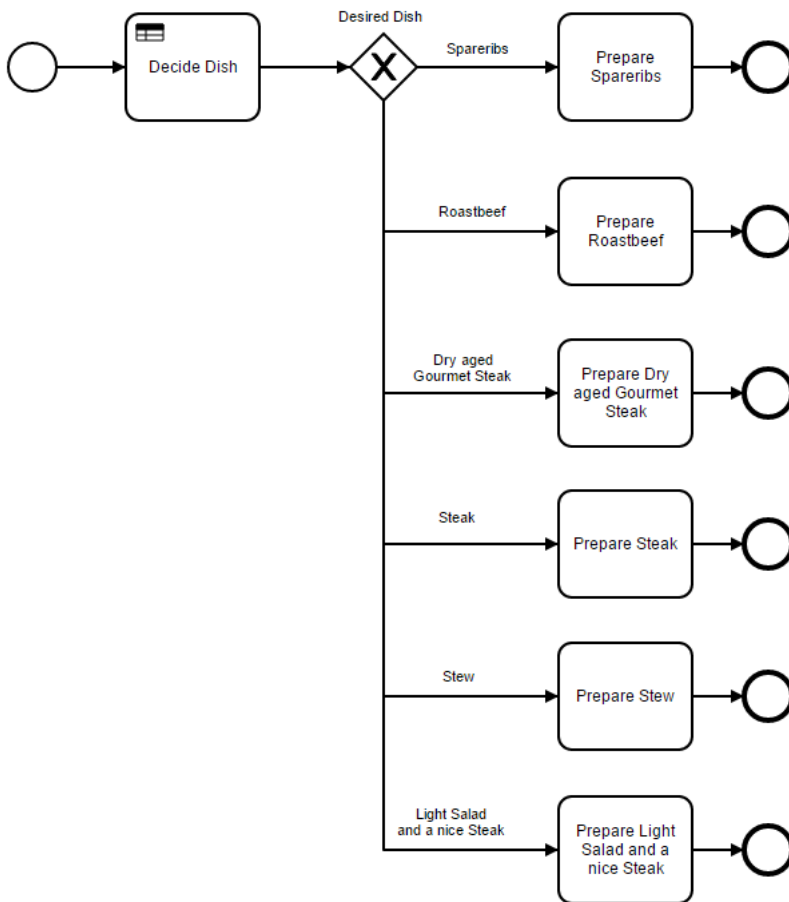 Desired Dish
Decide Dish
Spareribs
Prepare
Spareribs
Roastbeef
Prepare
Roastbeef
Dry aged
Gourmet Steak
Prepare Dry
aged Gourmet
Steak
Steak
Prepare Steak
Stew
Prepare Stew
Light Salad
and a nice Steak
Prepare Light
Salad and a
nice Steak